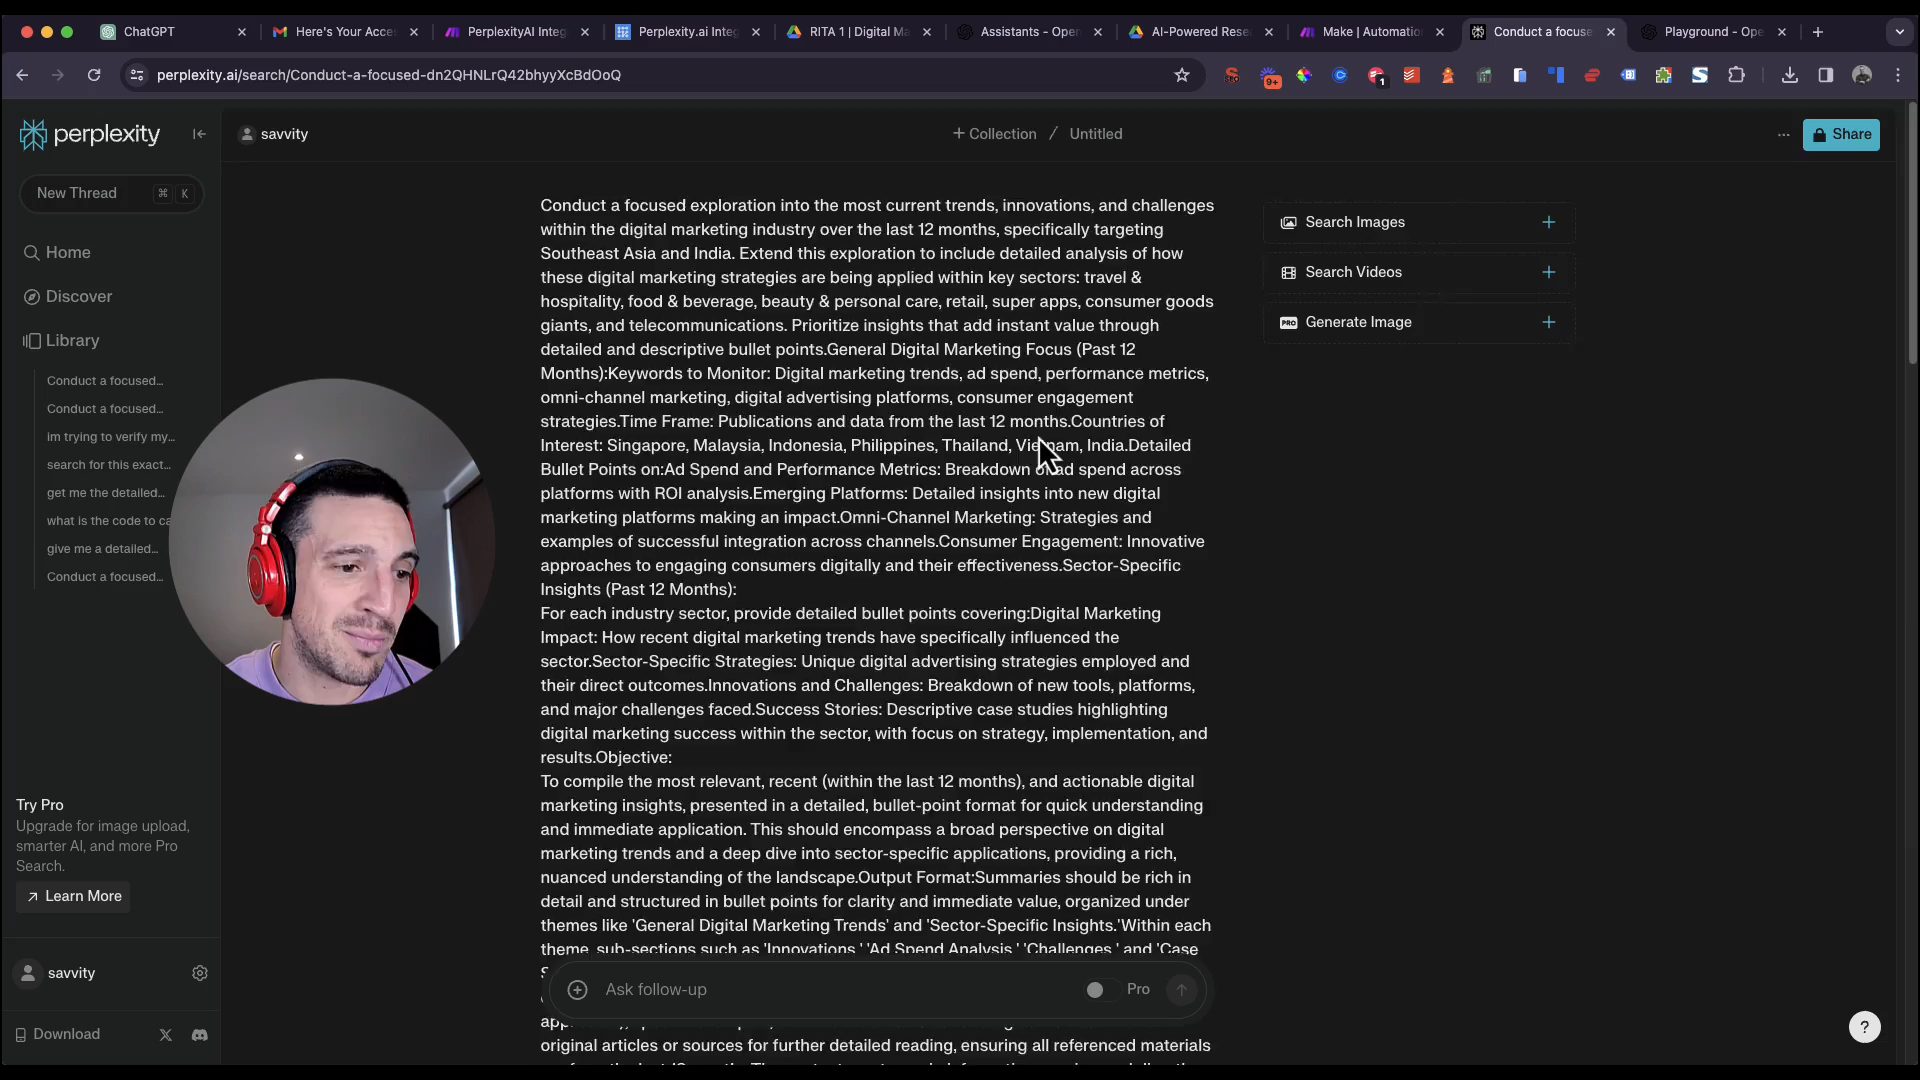 ChatGPT
Here's Your Acce
PerplexityAI Integ
Perplexity.ai Integ
RITA 1 | Digital Ma
Assistants - Open
AI-Powered Rese
Make | Automatio
Conduct a focuse
Playground - Ope
perplexity.ai/search/Conduct-a-focused-dn2QHNLrQ42bhyyXcBdOoQ
9+
1
perplexity
savvity
+ Collection / Untitled
Share
New Thread ⌘ K
Home
Discover
Library
Conduct a focused...
Conduct a focused...
im trying to verify my...
search for this exact...
get me the detailed...
what is the code to ca
give me a detailed...
Conduct a focused...
Try Pro
Upgrade for image upload,
smarter AI, and more Pro
Search.
Learn More
savvity
Download
Conduct a focused exploration into the most current trends, innovations, and challenges
within the digital marketing industry over the last 12 months, specifically targeting
Southeast Asia and India. Extend this exploration to include detailed analysis of how
these digital marketing strategies are being applied within key sectors: travel &
hospitality, food & beverage, beauty & personal care, retail, super apps, consumer goods
giants, and telecommunications. Prioritize insights that add instant value through
detailed and descriptive bullet points.General Digital Marketing Focus (Past 12
Months):Keywords to Monitor: Digital marketing trends, ad spend, performance metrics,
omni-channel marketing, digital advertising platforms, consumer engagement
strategies.Time Frame: Publications and data from the last 12 months.Countries of
Interest: Singapore, Malaysia, Indonesia, Philippines, Thailand, Vietnam, India.Detailed
Bullet Points on:Ad Spend and Performance Metrics: Breakdown of ad spend across
platforms with ROI analysis.Emerging Platforms: Detailed insights into new digital
marketing platforms making an impact.Omni-Channel Marketing: Strategies and
examples of successful integration across channels.Consumer Engagement: Innovative
approaches to engaging consumers digitally and their effectiveness.Sector-Specific
Insights (Past 12 Months):
For each industry sector, provide detailed bullet points covering:Digital Marketing
Impact: How recent digital marketing trends have specifically influenced the
sector.Sector-Specific Strategies: Unique digital advertising strategies employed and
their direct outcomes.Innovations and Challenges: Breakdown of new tools, platforms,
and major challenges faced.Success Stories: Descriptive case studies highlighting
digital marketing success within the sector, with focus on strategy, implementation, and
results.Objective:
To compile the most relevant, recent (within the last 12 months), and actionable digital
marketing insights, presented in a detailed, bullet-point format for quick understanding
and immediate application. This should encompass a broad perspective on digital
marketing trends and a deep dive into sector-specific applications, providing a rich,
nuanced understanding of the landscape.Output Format:Summaries should be rich in
detail and structured in bullet points for clarity and immediate value, organized under
themes like 'General Digital Marketing Trends' and 'Sector-Specific Insights.'Within each
theme, sub-sections such as 'Innovations,' 'Ad Spend Analysis,' 'Challenges,' and 'Case
Ask follow-up
Pro
original articles or sources for further detailed reading, ensuring all referenced materials
Search Images
Search Videos
PRO Generate Image
?